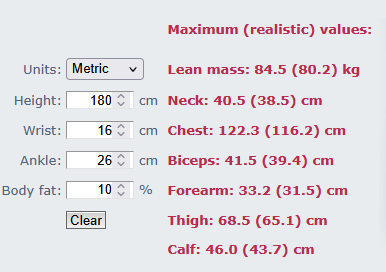 Maximum (realistic) values:
Units: Metric Lean mass: 84.5 (80.2) kg
Height: 180 cm Neck: 40.5 (38.5) cm
Wrist: 16 cm Chest: 122.3 (116.2) cm
Ankle: 26 cm Biceps: 41.5 (39.4) cm
Body fat: 10 % Forearm: 33.2 (31.5) cm
Clear Thigh: 68.5 (65.1) cm
Calf: 46.0 (43.7) cm